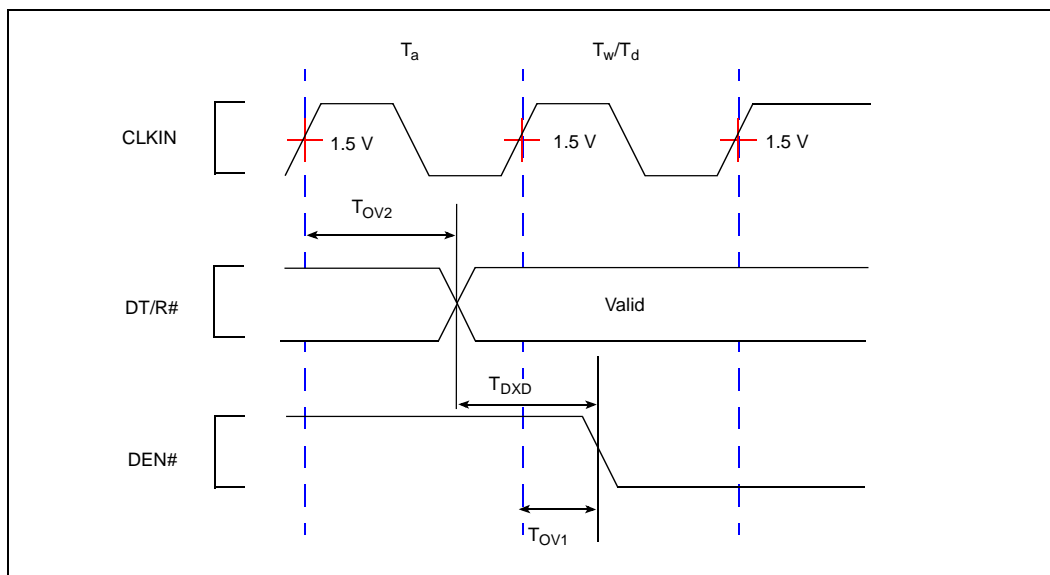 Ta
Tw/Td
CLKIN
1.5 V
1.5 V
1.5 V
TOV2
DT/R#
Valid
TDXD
DEN#
TOV1